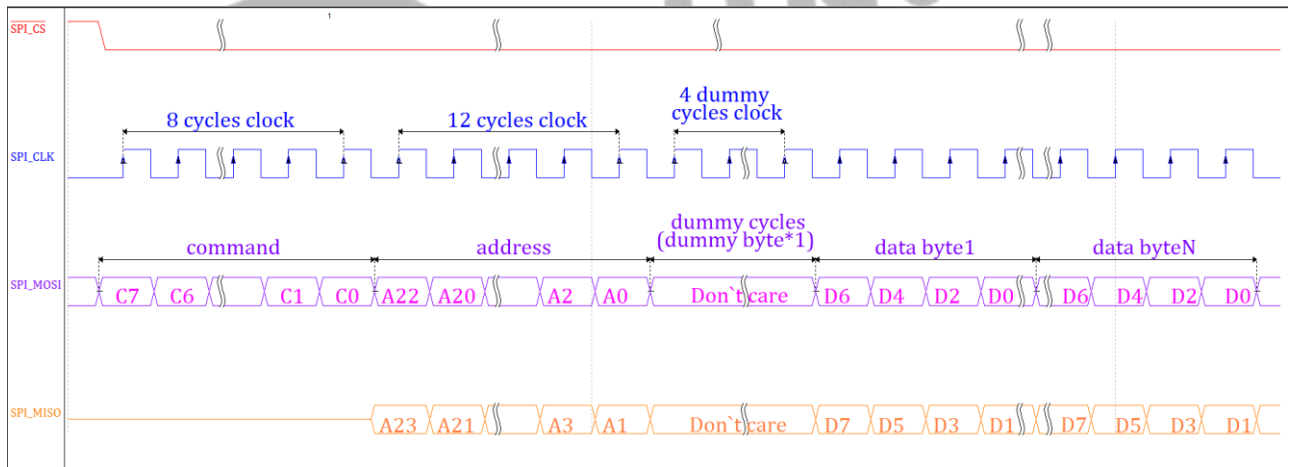 SPI_CS
8 cycles clock
12 cycles clock
4 dummy
cycles clock
SPI_CLK
command
address
dummy cycles
(dummy byte*1)
data byte1
data byteN
SPI_MOSI
C7 C6 C1 C0 A22 A20 A2 A0 Don`t care D6 D4 D2 D0 D6 D4 D2 D0
SPI_MISO
A23 A21 A3 A1 Don`t care D7 D5 D3 D1 D7 D5 D3 D1